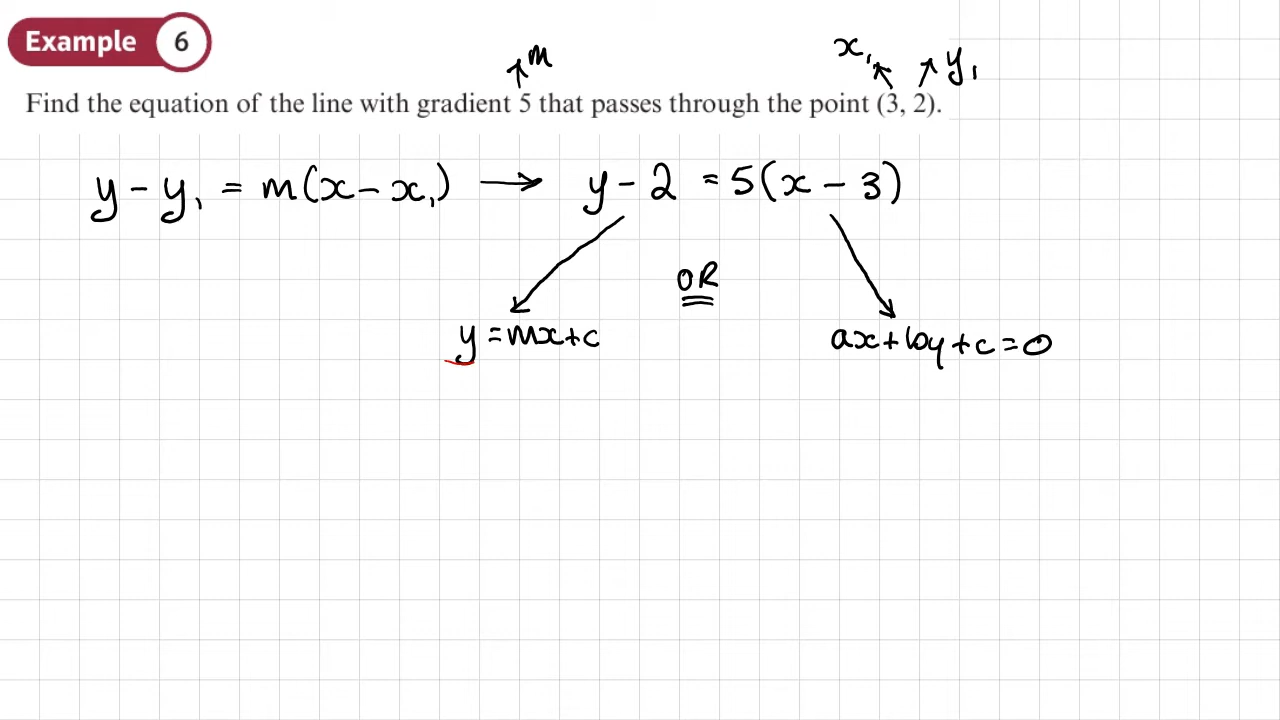 Example 6
m x₁ y₁
Find the equation of the line with gradient 5 that passes through the point (3, 2).
y - y₁ = m(x - x₁) → y - 2 = 5(x - 3)
OR
y = mx + c ax + by + c = 0